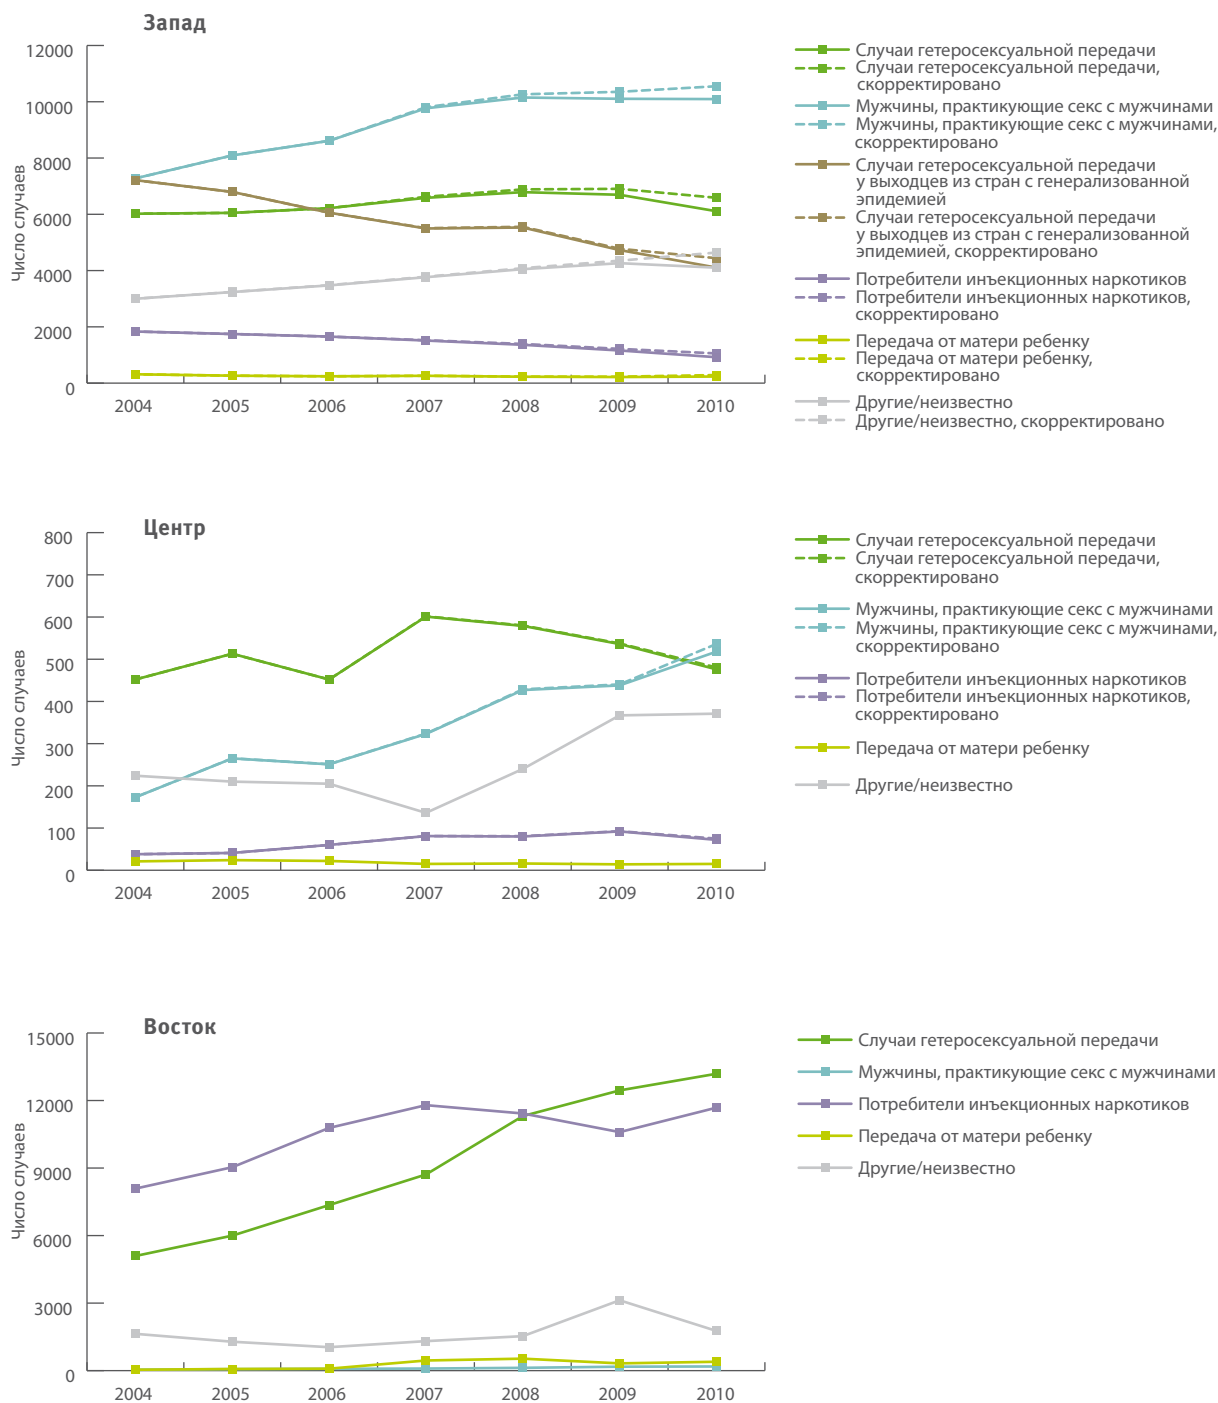 Запад
Число случаев
12000
10000
8000
6000
4000
2000
0
2004 2005 2006 2007 2008 2009 2010
Случаи гетеросексуальной передачи
Случаи гетеросексуальной передачи,
скорректировано
Мужчины, практикующие секс с мужчинами
Мужчины, практикующие секс с мужчинами,
скорректировано
Случаи гетеросексуальной передачи
у выходцев из стран с генерализованной
эпидемией
Случаи гетеросексуальной передачи
у выходцев из стран с генерализованной
эпидемией, скорректировано
Потребители инъекционных наркотиков
Потребители инъекционных наркотиков,
скорректировано
Передача от матери ребенку
Передача от матери ребенку,
скорректировано
Другие/неизвестно
Другие/неизвестно, скорректировано
Центр
Число случаев
800
700
600
500
400
300
200
100
0
2004 2005 2006 2007 2008 2009 2010
Случаи гетеросексуальной передачи
Случаи гетеросексуальной передачи,
скорректировано
Мужчины, практикующие секс с мужчинами
Мужчины, практикующие секс с мужчинами,
скорректировано
Потребители инъекционных наркотиков
Потребители инъекционных наркотиков,
скорректировано
Передача от матери ребенку
Другие/неизвестно
Восток
Число случаев
15000
12000
9000
6000
3000
0
2004 2005 2006 2007 2008 2009 2010
Случаи гетеросексуальной передачи
Мужчины, практикующие секс с мужчинами
Потребители инъекционных наркотиков
Передача от матери ребенку
Другие/неизвестно